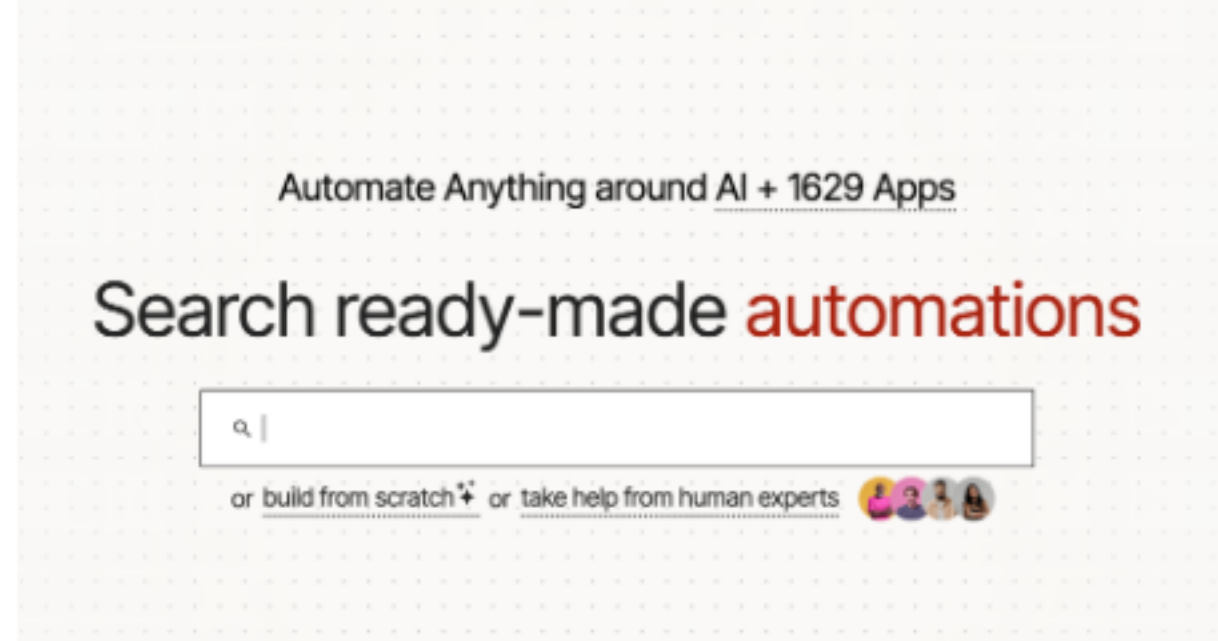 Automate Anything around AI + 1629 Apps
Search ready-made automations
or build from scratch or take help from human experts